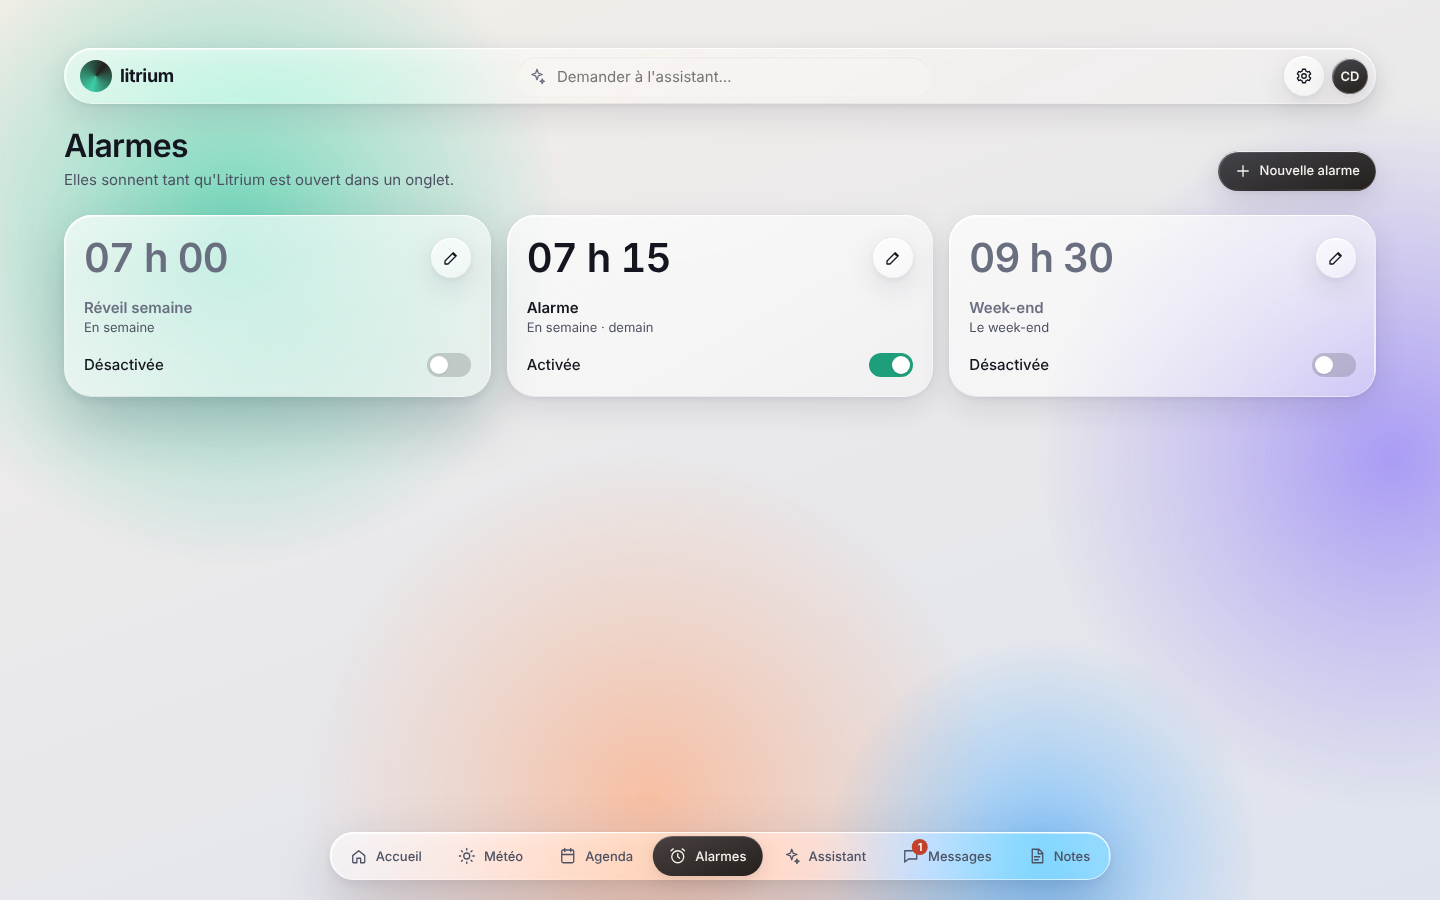 litrium
Demander à l'assistant...
CD
Alarmes
Elles sonnent tant qu'Litrium est ouvert dans un onglet.
Nouvelle alarme
07 h 00
Réveil semaine
En semaine
Désactivée
07 h 15
Alarme
En semaine · demain
Activée
09 h 30
Week-end
Le week-end
Désactivée
Accueil
Météo
Agenda
Alarmes
Assistant
1
Messages
Notes